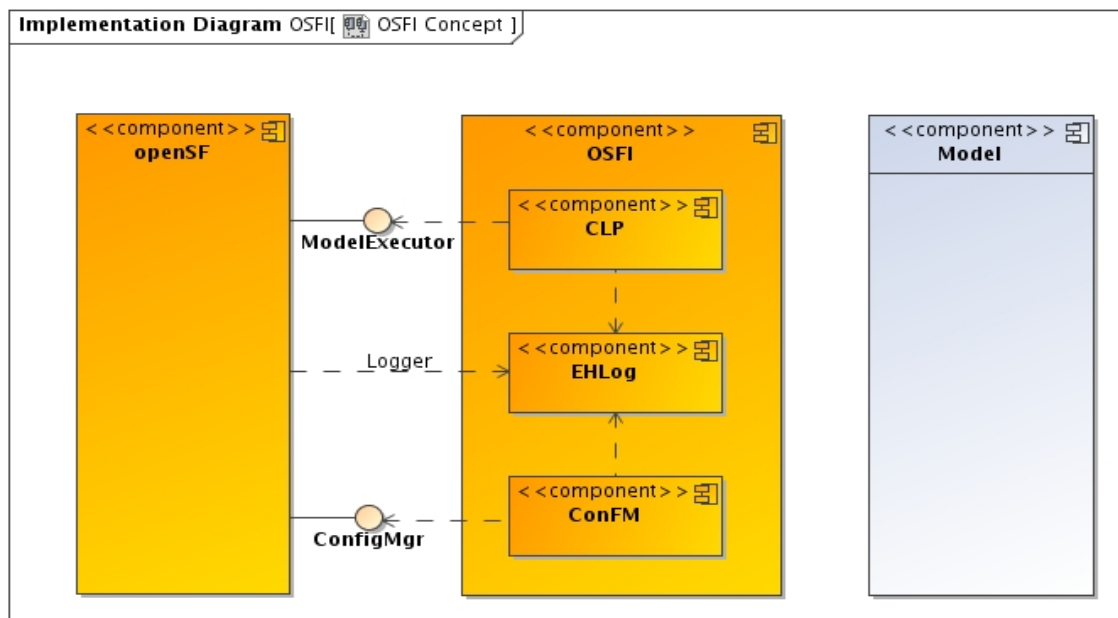 Implementation Diagram OSFI[ OSFI Concept ]
< <component> >
openSF
< <component> >
OSFI
< <component> >
Model
< <component> >
CLP
ModelExecutor
< <component> >
EHLog
Logger
< <component> >
ConFM
ConfigMgr